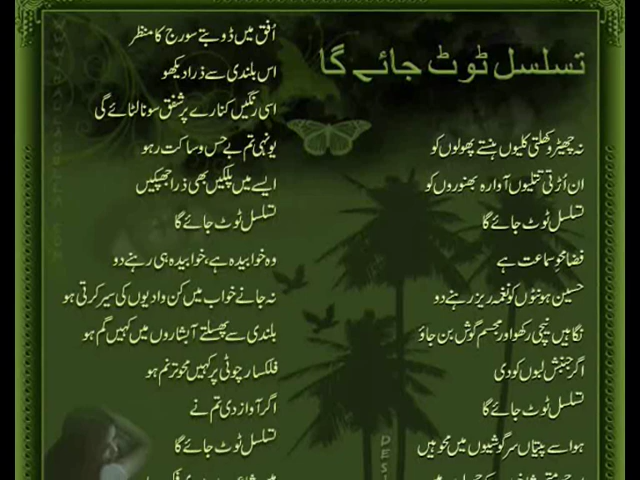 تسلسل ٹوٹ جائے گا
نہ چھیڑو کھلتی کلیوں ہنستے پھولوں کو
ان اُڑتی تتلیوں آوارہ بھنوروں کو
تسلسل ٹوٹ جائے گا
فضا محوِ سماعت ہے
حسین ہونٹوں کو نغمہ ریز رہنے دو
نگاہیں نیچی رکھو اور مجسم گوش بن جاؤ
اگر جنبش لبوں کو دی
تسلسل ٹوٹ جائے گا
ہوا سے پتیاں سرگوشیوں میں محو ہیں
اُفق میں ڈوبتے سورج کا منظر
اس بلندی سے ذرا دیکھو
اسی رنگیں کنارے پر شفق سونا لٹائے گی
یونہی تم بے حس و ساکت رہو
ایسے میں پلکیں بھی ذرا جھپکیں
تسلسل ٹوٹ جائے گا
وہ خوابیدہ ہے، خوابیدہ ہی رہنے دو
نہ جانے خواب میں کن وادیوں کی سیر کرتی ہو
بلندی سے پھسلتے آبشاروں میں کہیں گم ہو
فلکسار چوٹی پر کہیں محو ترنم ہو
اگر آواز دی تم نے
تسلسل ٹوٹ جائے گا
DESI